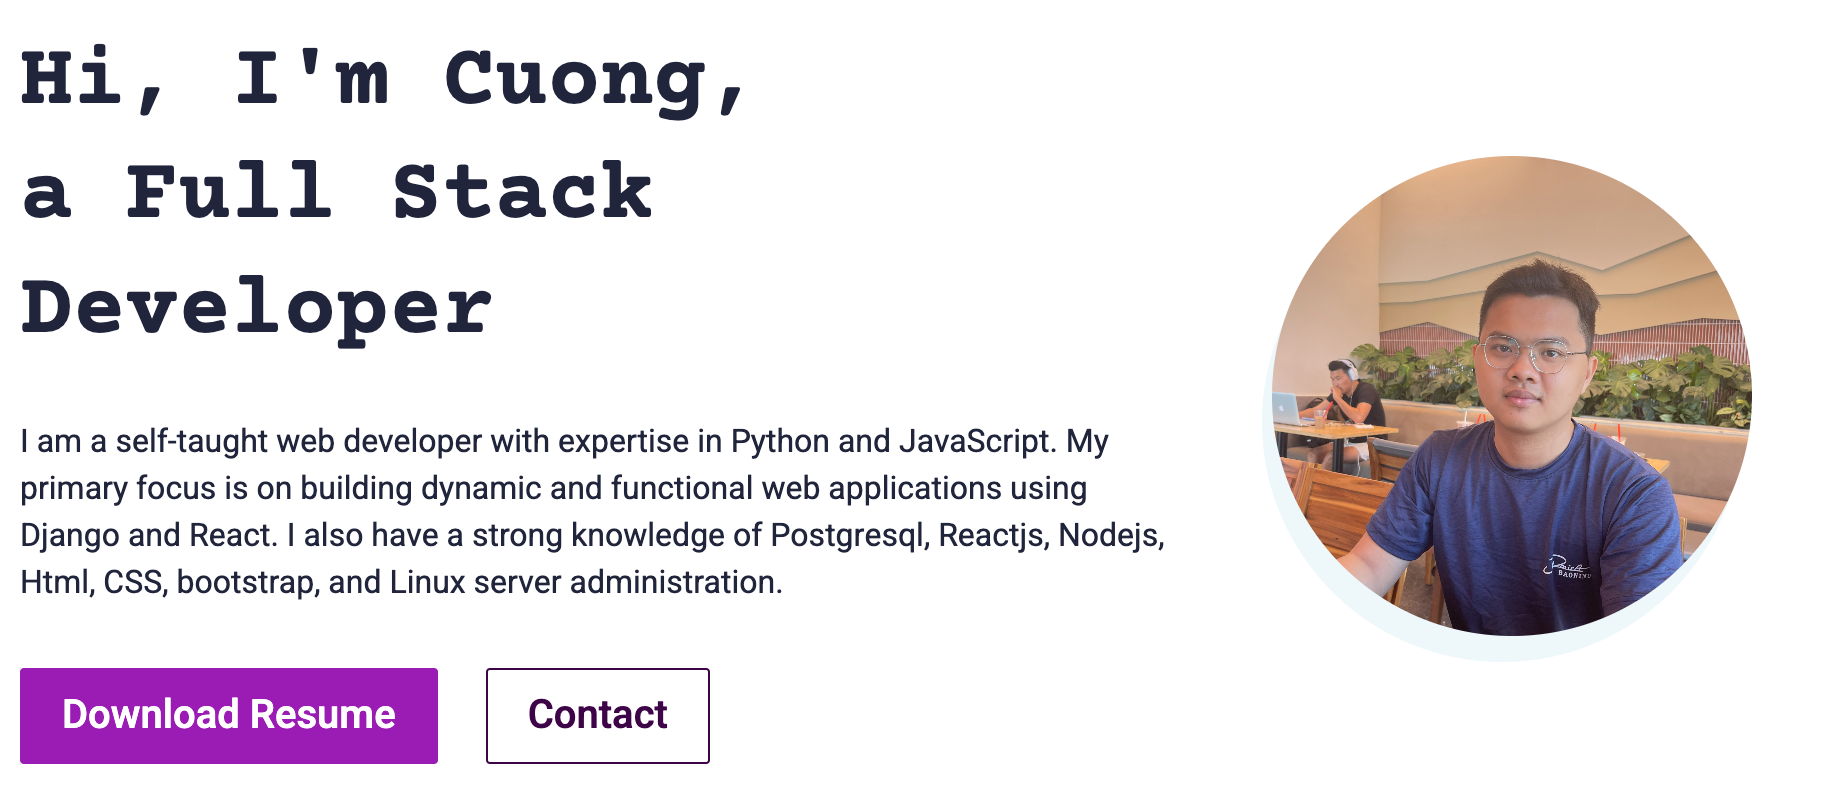 Hi, I'm Cuong,
a Full Stack
Developer
I am a self-taught web developer with expertise in Python and JavaScript. My
primary focus is on building dynamic and functional web applications using
Django and React. I also have a strong knowledge of Postgresql, Reactjs, Nodejs,
Html, CSS, bootstrap, and Linux server administration.
Download Resume
Contact